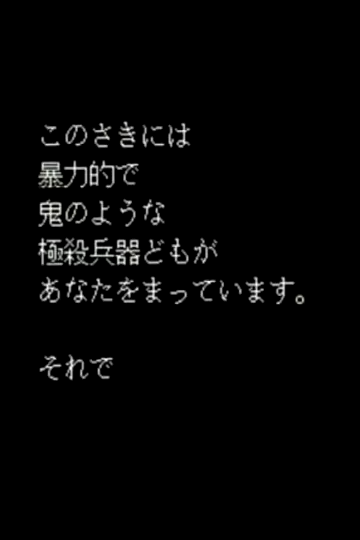 このさきには
暴力的で
鬼のような
極殺兵器どもが
あなたをまっています。
それで